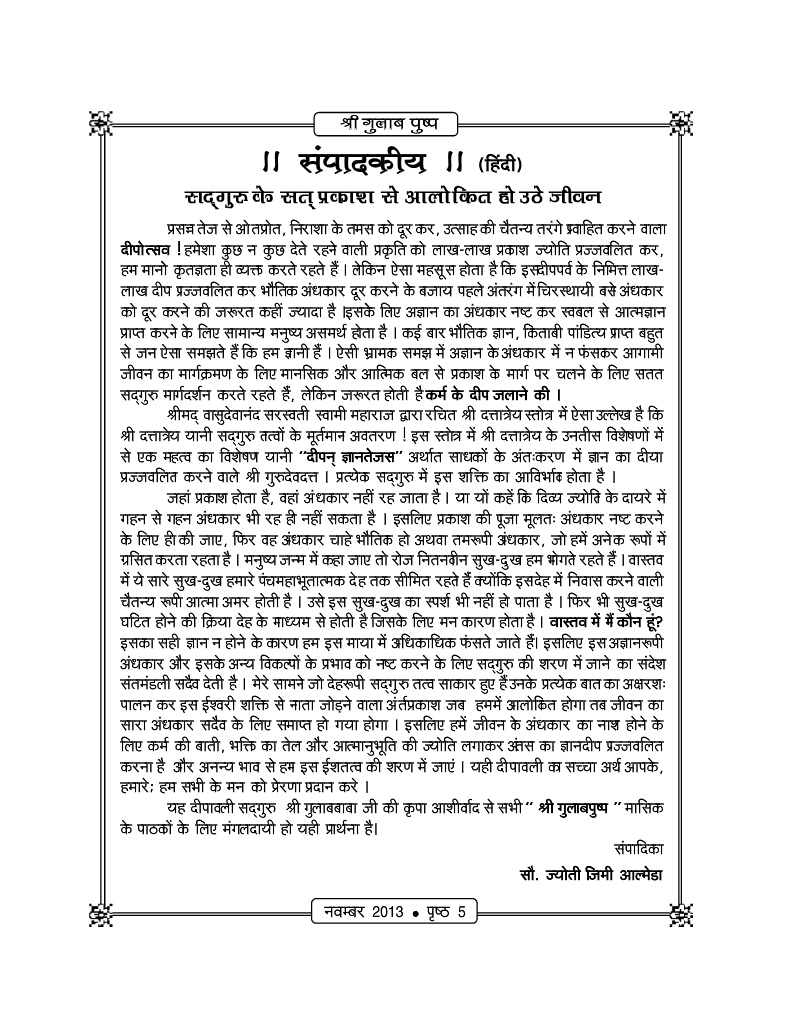 श्री गुलाब पुष्प
॥ संपादकीय ॥ (हिंदी)
सद्‌गुरु के सत् प्रकाश से आलोकित हो उठे जीवन
प्रसन्न तेज से ओतप्रोत, निराशा के तमस को दूर कर, उत्साह की चैतन्य तरंगे प्रवाहित करने वाला
दीपोत्सव ! हमेशा कुछ न कुछ देते रहने वाली प्रकृति को लाख-लाख प्रकाश ज्योति प्रज्जवलित कर,
हम मानो कृतज्ञता ही व्यक्त करते रहते हैं । लेकिन ऐसा महसूस होता है कि इस दीपपर्व के निमित्त लाख-
लाख दीप प्रज्जवलित कर भौतिक अंधकार दूर करने के बजाय पहले अंतरंग में चिरस्थायी बसे अंधकार
को दूर करने की जरूरत कहीं ज्यादा है । इसके लिए अज्ञान का अंधकार नष्ट कर स्वबल से आत्मज्ञान
प्राप्त करने के लिए सामान्य मनुष्य असमर्थ होता है । कई बार भौतिक ज्ञान, किताबी पांडित्य प्राप्त बहुत
से जन ऐसा समझते हैं कि हम ज्ञानी हैं । ऐसी भ्रामक समझ में अज्ञान के अंधकार में न फंसकर आगामी
जीवन का मार्गक्रमण के लिए मानसिक और आत्मिक बल से प्रकाश के मार्ग पर चलने के लिए सतत
सद्‌गुरु मार्गदर्शन करते रहते हैं, लेकिन जरूरत होती है कर्म के दीप जलाने की ।
श्रीमद् वासुदेवानंद सरस्वती स्वामी महाराज द्वारा रचित श्री दत्तात्रेय स्तोत्र में ऐसा उल्लेख है कि
श्री दत्तात्रेय यानी सद्‌गुरु तत्वों के मूर्तमान अवतरण ! इस स्तोत्र में श्री दत्तात्रेय के उनतीस विशेषणों में
से एक महत्व का विशेषण यानी “दीपन् ज्ञानतेजस” अर्थात साधकों के अंतःकरण में ज्ञान का दीया
प्रज्जवलित करने वाले श्री गुरुदेवदत्त । प्रत्येक सद्‌गुरु में इस शक्ति का आविर्भाव होता है ।
जहां प्रकाश होता है, वहां अंधकार नहीं रह जाता है । या यों कहें कि दिव्य ज्योति के दायरे में
गहन से गहन अंधकार भी रह ही नहीं सकता है । इसलिए प्रकाश की पूजा मूलतः अंधकार नष्ट करने
के लिए ही की जाए, फिर वह अंधकार चाहे भौतिक हो अथवा तमरूपी अंधकार, जो हमें अनेक रूपों में
ग्रसित करता रहता है । मनुष्य जन्म में कहा जाए तो रोज नितनवीन सुख-दुख हम भोगते रहते हैं । वास्तव
में ये सारे सुख-दुख हमारे पंचमहाभूतात्मक देह तक सीमित रहते हैं क्योंकि इस देह में निवास करने वाली
चैतन्य रूपी आत्मा अमर होती है । उसे इस सुख-दुख का स्पर्श भी नहीं हो पाता है । फिर भी सुख-दुख
घटित होने की क्रिया देह के माध्यम से होती है जिसके लिए मन कारण होता है । वास्तव में मैं कौन हूं?
इसका सही ज्ञान न होने के कारण हम इस माया में अधिकाधिक फंसते जाते हैं। इसलिए इस अज्ञानरूपी
अंधकार और इसके अन्य विकल्पों के प्रभाव को नष्ट करने के लिए सद्‌गुरु की शरण में जाने का संदेश
संतमंडली सदैव देती है । मेरे सामने जो देहरूपी सद्‌गुरु तत्व साकार हुए हैं उनके प्रत्येक बात का अक्षरशः
पालन कर इस ईश्वरी शक्ति से नाता जोड़ने वाला अंर्तप्रकाश जब हममें आलोकित होगा तब जीवन का
सारा अंधकार सदैव के लिए समाप्त हो गया होगा । इसलिए हमें जीवन के अंधकार का नाश होने के
लिए कर्म की बाती, भक्ति का तेल और आत्मानुभूति की ज्योति लगाकर अंतस का ज्ञानदीप प्रज्जवलित
करना है और अनन्य भाव से हम इस ईशतत्व की शरण में जाएं । यही दीपावली का सच्चा अर्थ आपके,
हमारे; हम सभी के मन को प्रेरणा प्रदान करे ।
यह दीपावली सद्‌गुरु श्री गुलाबबाबा जी की कृपा आशीर्वाद से सभी “ श्री गुलाबपुष्प ” मासिक
के पाठकों के लिए मंगलदायी हो यही प्रार्थना है।
संपादिका
सौ. ज्योती जिमी आल्मेडा
नवम्बर 2013 ● पृष्ठ 5